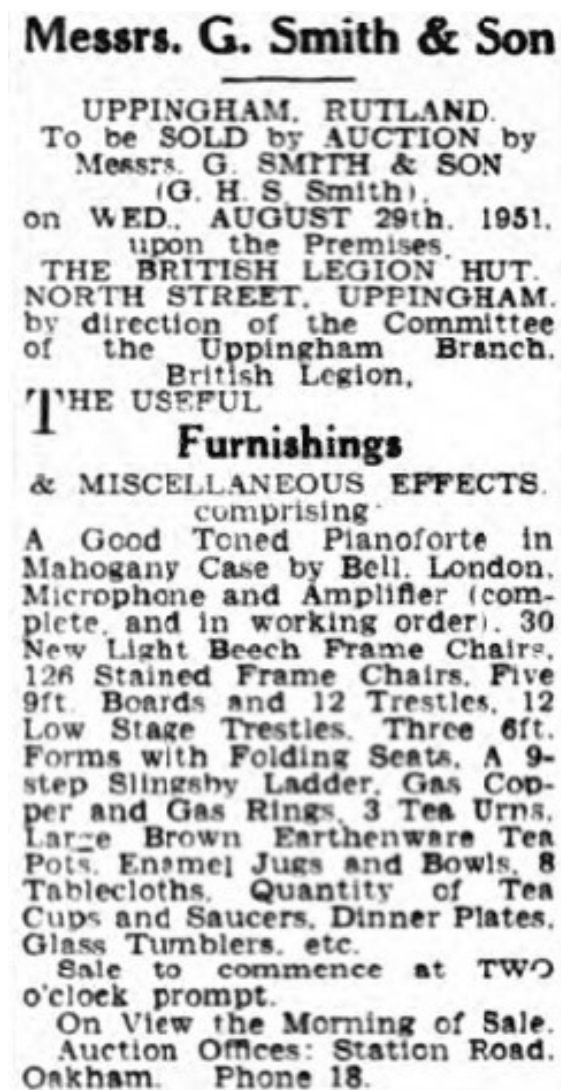 Messrs. G. Smith & Son
UPPINGHAM, RUTLAND.
To be SOLD by AUCTION by
Messrs. G. SMITH & SON
(G. H. S. Smith),
on WED., AUGUST 29th, 1951,
upon the Premises,
THE BRITISH LEGION HUT,
NORTH STREET, UPPINGHAM,
by direction of the Committee
of the Uppingham Branch,
British Legion,
THE USEFUL
Furnishings
& MISCELLANEOUS EFFECTS,
comprising
A Good Toned Pianoforte in
Mahogany Case by Bell, London,
Microphone and Amplifier (com-
plete, and in working order), 30
New Light Beech Frame Chairs,
126 Stained Frame Chairs, Five
9ft. Boards and 12 Trestles, 12
Low Stage Trestles, Three 6ft.
Forms with Folding Seats, A 9-
step Slingsby Ladder, Gas Cop-
per and Gas Rings, 3 Tea Urns,
Large Brown Earthenware Tea
Pots, Enamel Jugs and Bowls, 8
Tablecloths, Quantity of Tea
Cups and Saucers, Dinner Plates,
Glass Tumblers, etc.
Sale to commence at TWO
o'clock prompt.
On View the Morning of Sale.
Auction Offices: Station Road,
Oakham. Phone 18.